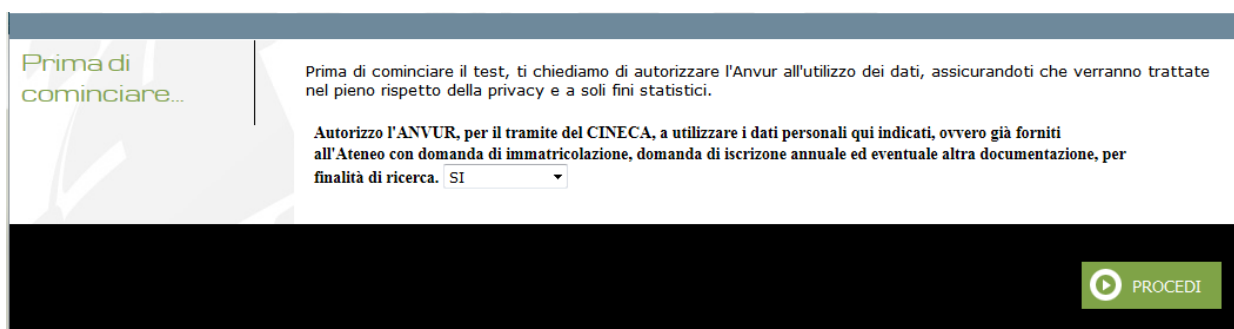 Prima di
cominciare...
Prima di cominciare il test, ti chiediamo di autorizzare l'Anvur all'utilizzo dei dati, assicurandoti che verranno trattate
nel pieno rispetto della privacy e a soli fini statistici.
Autorizzo l'ANVUR, per il tramite del CINECA, a utilizzare i dati personali qui indicati, ovvero già forniti
all'Ateneo con domanda di immatricolazione, domanda di iscrizone annuale ed eventuale altra documentazione, per
finalità di ricerca. SI
PROCEDI